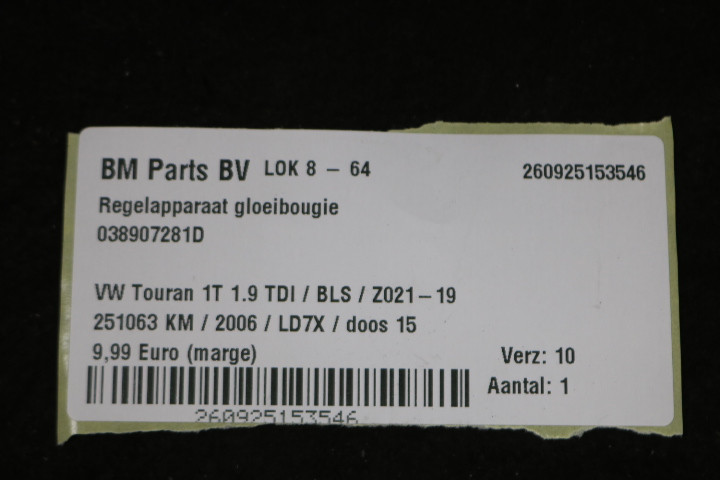 BM Parts BV LOK 8 - 64 260925153546
Regelapparaat gloeibougie
038907281D
VW Touran 1T 1.9 TDI / BLS / Z021-19
251063 KM / 2006 / LD7X / doos 15
9,99 Euro (marge) Verz: 10
Aantal: 1
260925153546